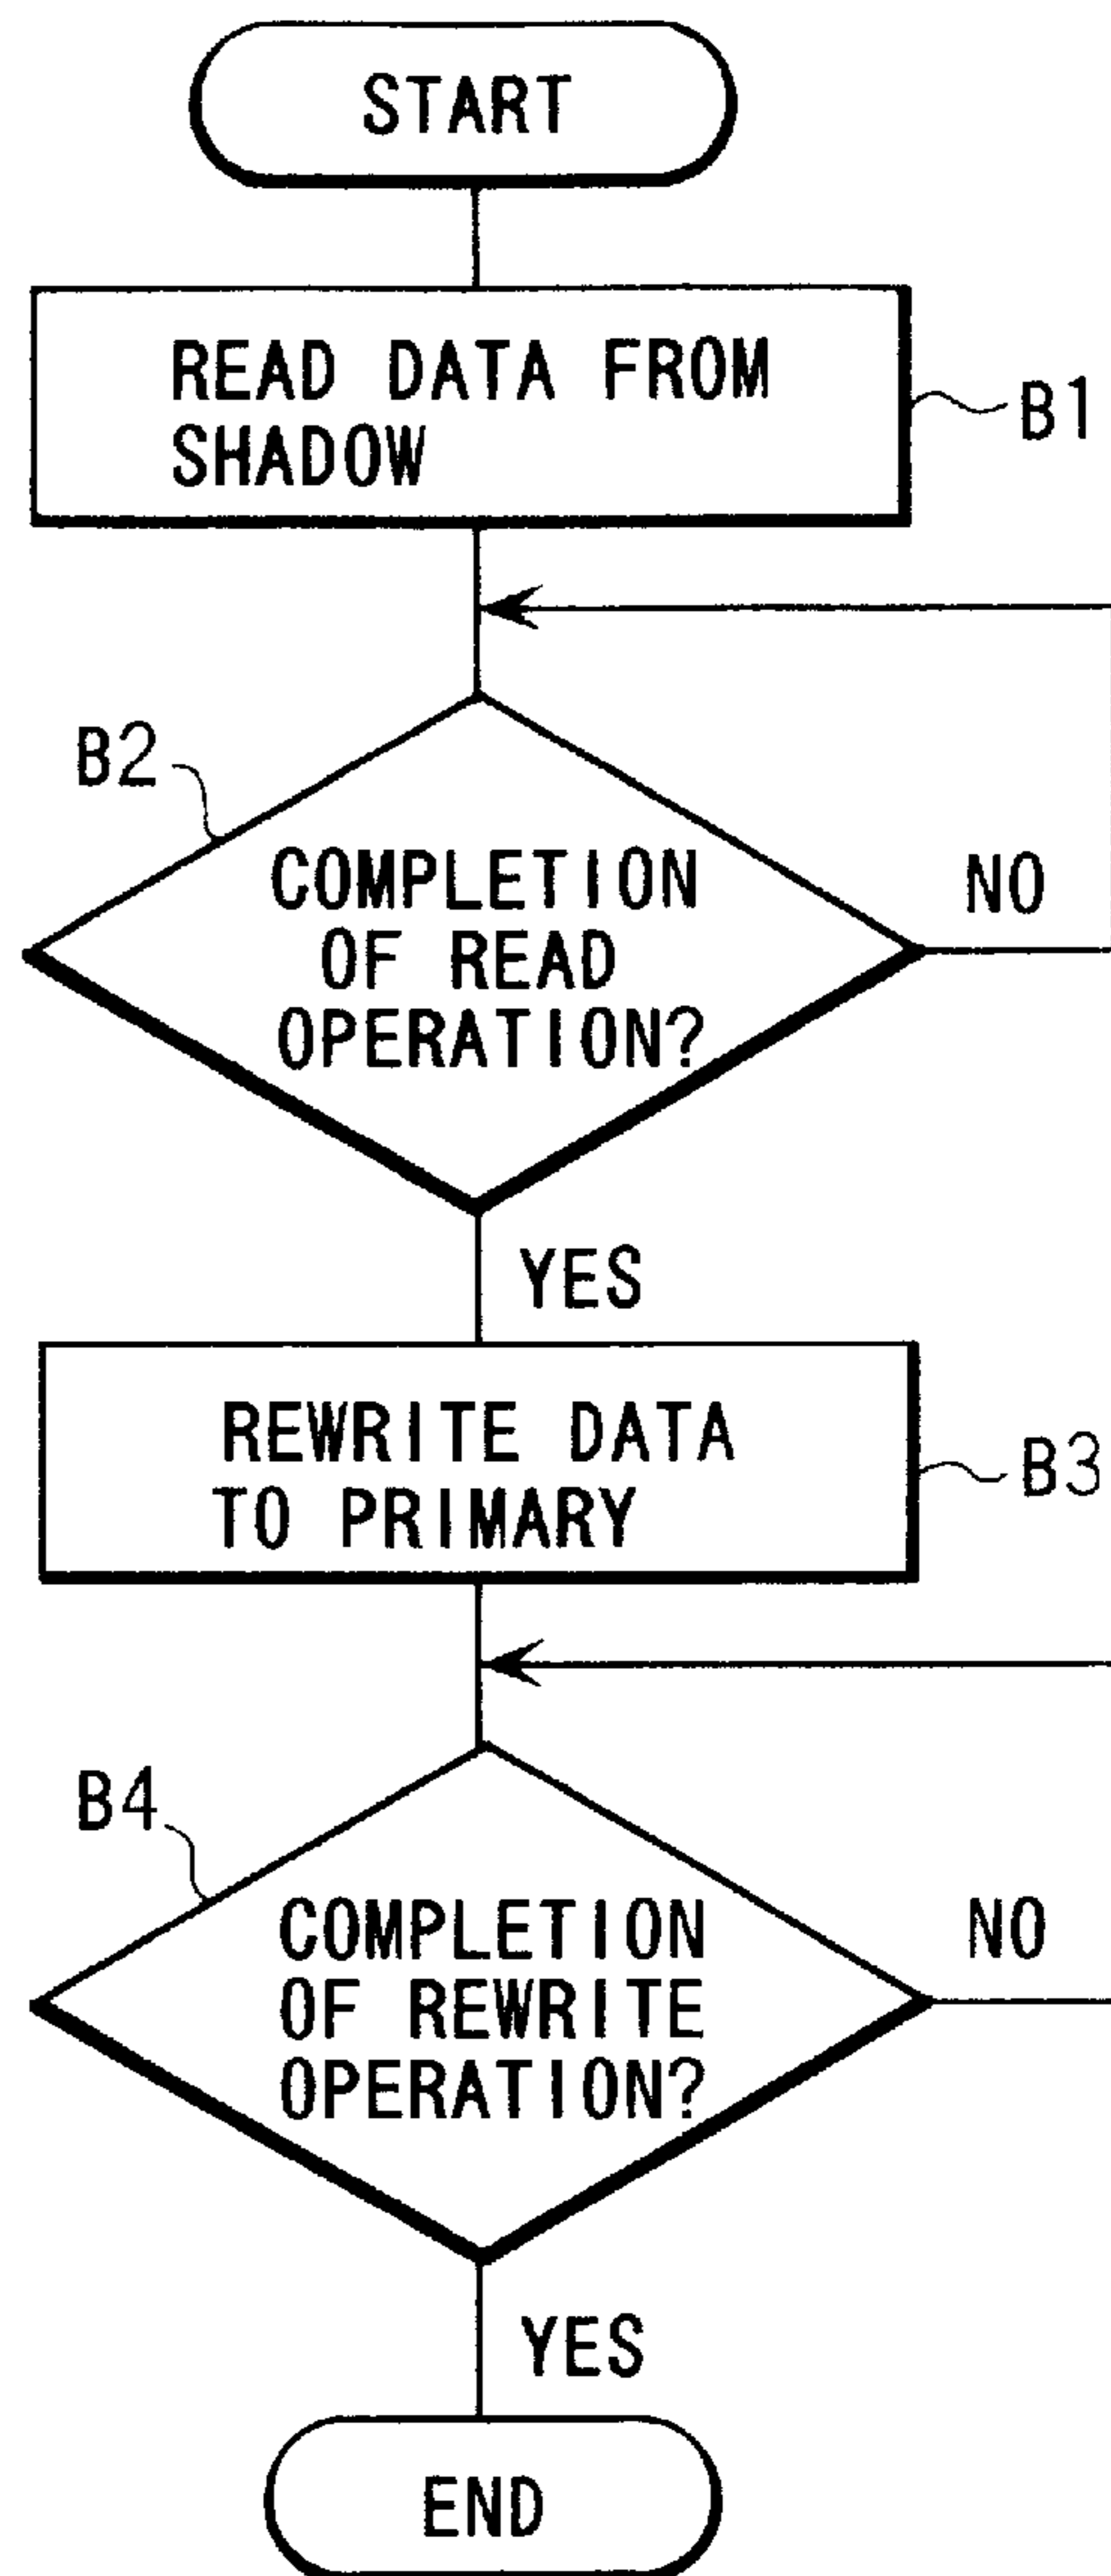 START
READ DATA FROM
SHADOW
B1
B2
COMPLETION
OF READ
OPERATION?
NO
YES
REWRITE DATA
TO PRIMARY
B3
B4
COMPLETION
OF REWRITE
OPERATION?
NO
YES
END